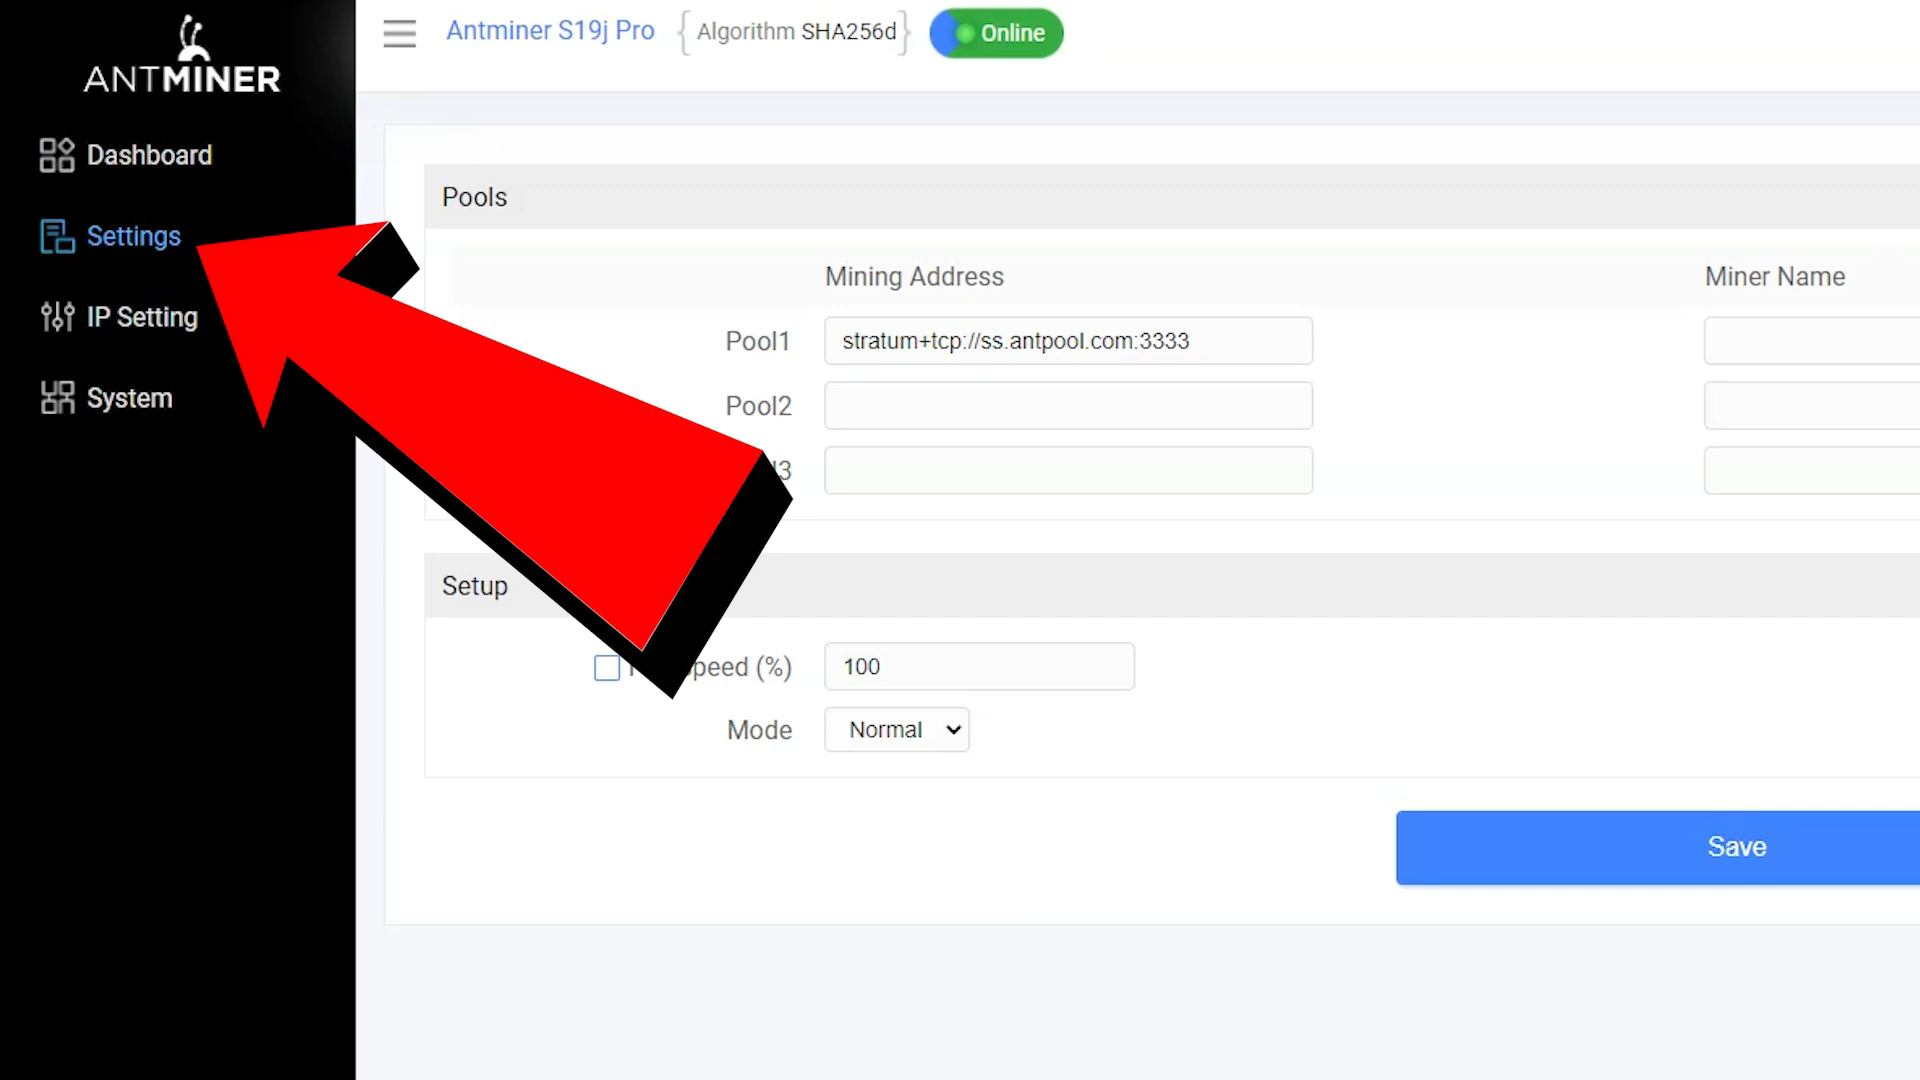 ANTMINER
Dashboard
Settings
IP Setting
System
Antminer S19j Pro { Algorithm SHA256d } Online
Pools
Mining Address Miner Name
Pool1 stratum+tcp://ss.antpool.com:3333
Pool2
3
Setup
speed (%) 100
Mode Normal
Save